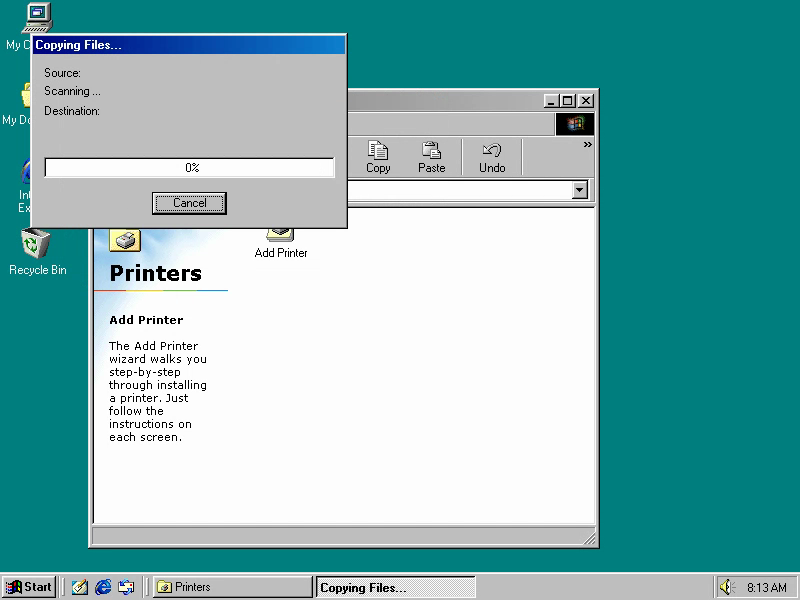 My C
Copying Files...
Source:
Scanning ...
Destination:
0%
Cancel
My Do
Int
Ex
Recycle Bin
Copy
Paste
Undo
»
Add Printer
Printers
Add Printer
The Add Printer
wizard walks you
step-by-step
through installing
a printer. Just
follow the
instructions on
each screen.
Start
Printers
Copying Files...
8:13 AM